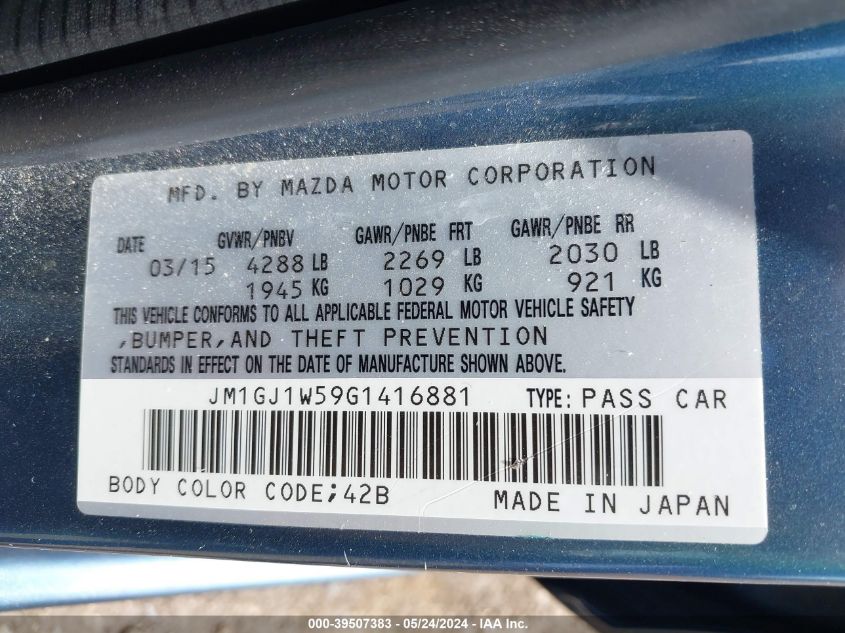 MFD. BY MAZDA MOTOR CORPORATION
DATE GVWR/PNBV GAWR/PNBE FRT GAWR/PNBE RR
03/15 4288 LB 2269 LB 2030 LB
1945 KG 1029 KG 921 KG
THIS VEHICLE CONFORMS TO ALL APPLICABLE FEDERAL MOTOR VEHICLE SAFETY
,BUMPER,AND THEFT PREVENTION
STANDARDS IN EFFECT ON THE DATE OF MANUFACTURE SHOWN ABOVE.
JM1GJ1W59G1416881 TYPE: PASS CAR
BODY COLOR CODE;42B MADE IN JAPAN
000-39507383 - 05/24/2024 - IAA Inc.